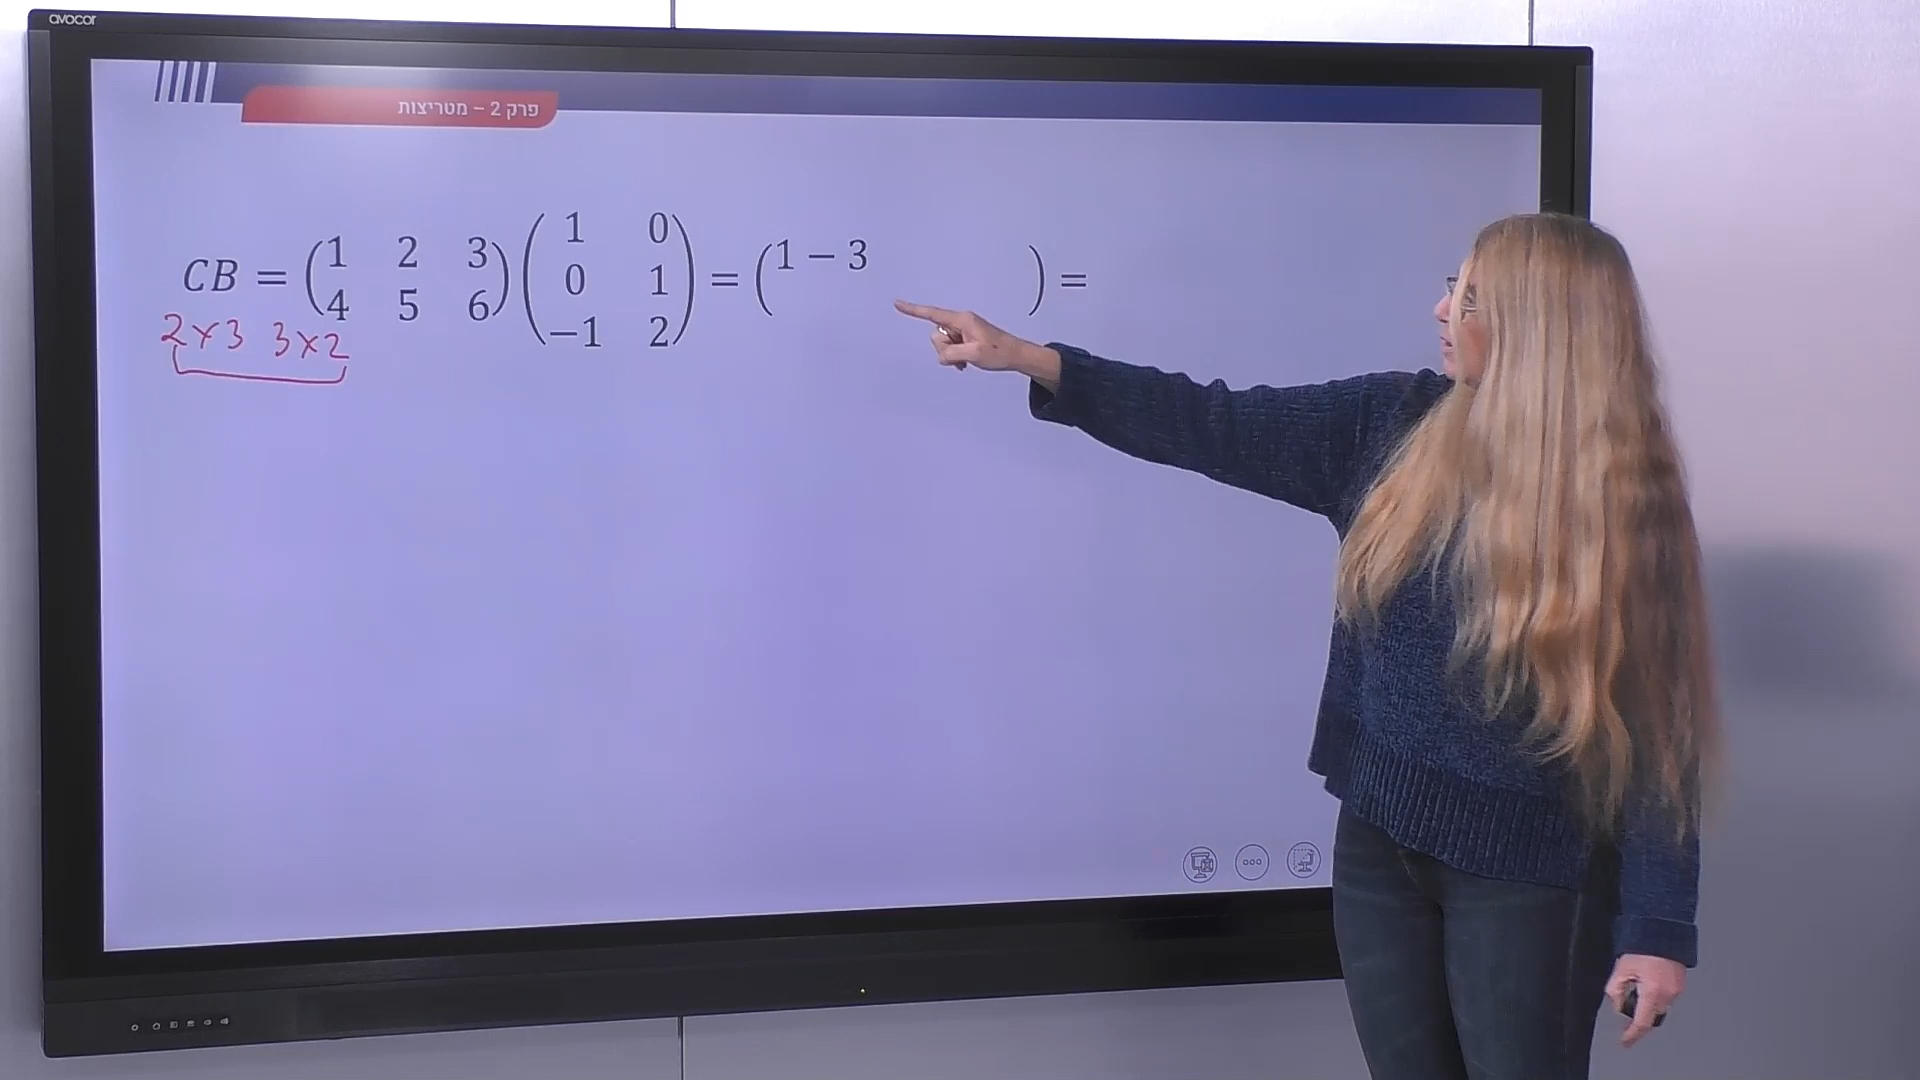 avocor
פרק 2 – מטריצות
CB = (1 2 3
4 5 6)(1 0
0 1
−1 2) = (1 − 3 ) =
2×3 3×2